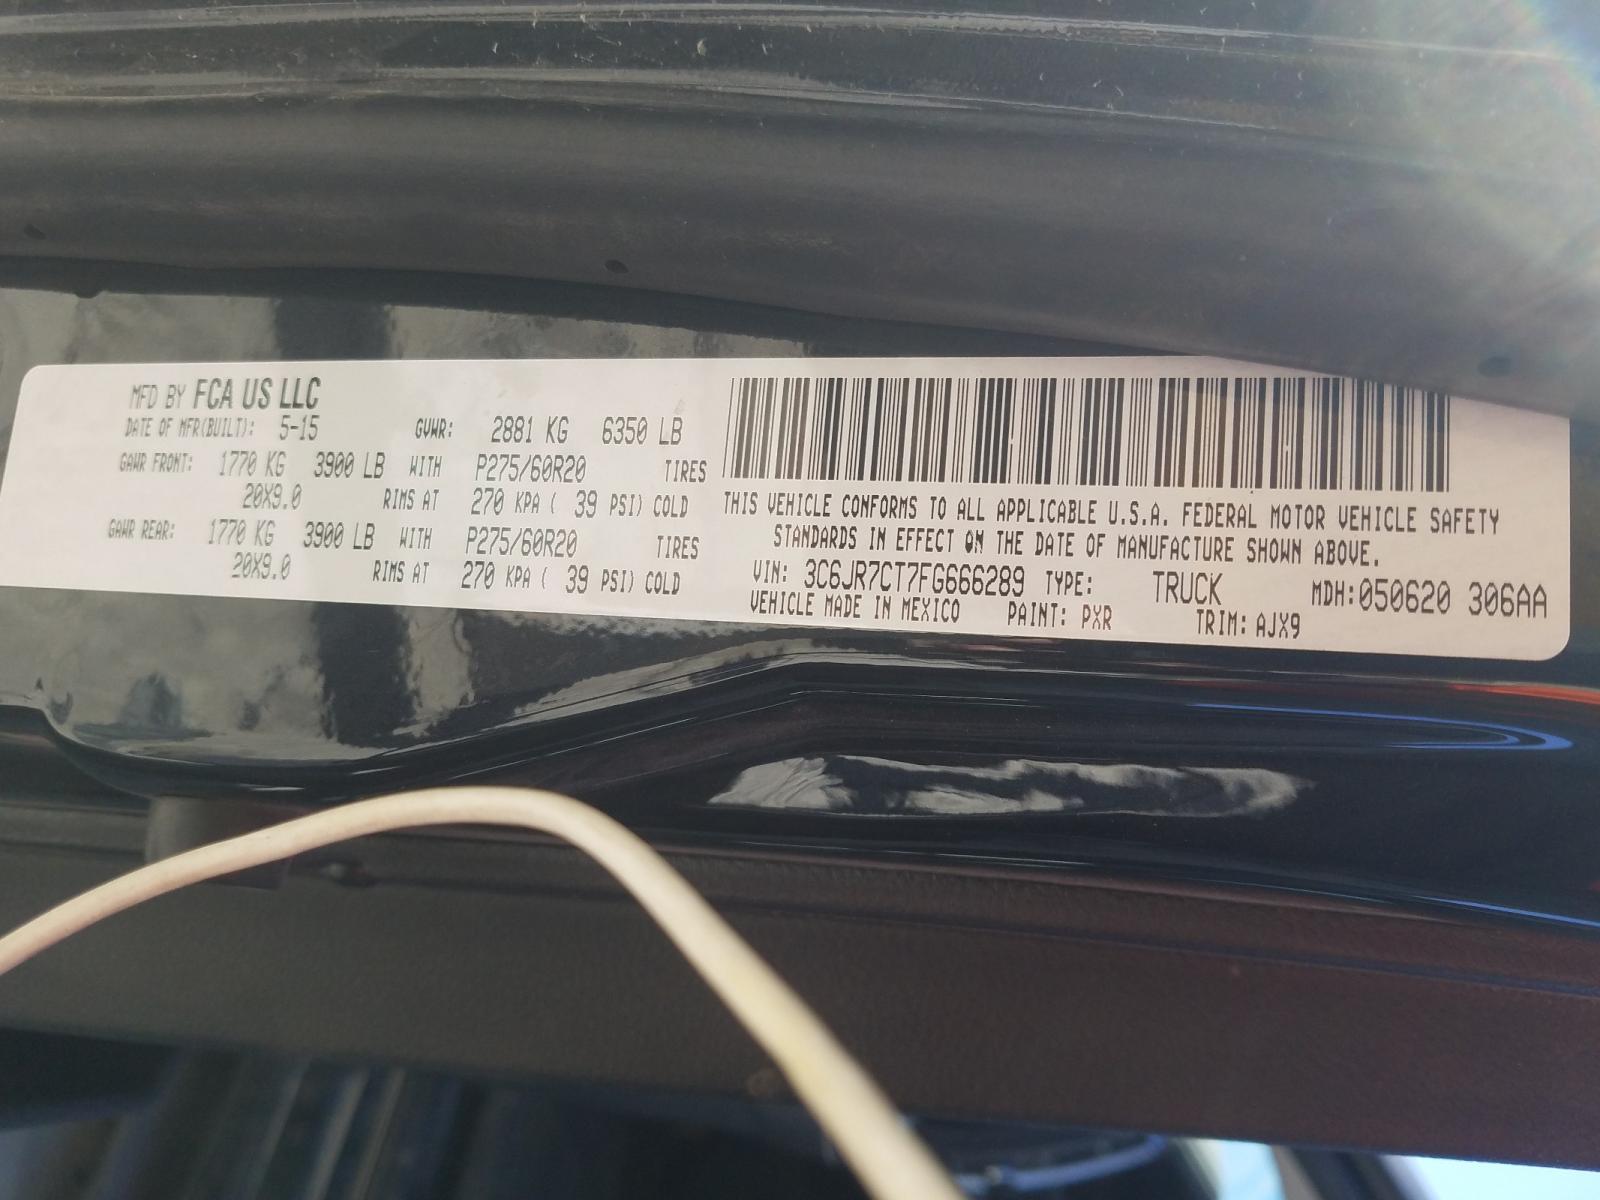 MFD BY FCA US LLC
DATE OF MFR(BUILT): 5-15 GVWR: 2881 KG 6350 LB
GAWR FRONT: 1770 KG 3900 LB WITH P275/60R20 TIRES
20X9.0 RIMS AT 270 KPA ( 39 PSI) COLD
GAWR REAR: 1770 KG 3900 LB WITH P275/60R20 TIRES
20X9.0 RIMS AT 270 KPA ( 39 PSI) COLD
THIS VEHICLE CONFORMS TO ALL APPLICABLE U.S.A. FEDERAL MOTOR VEHICLE SAFETY
STANDARDS IN EFFECT ON THE DATE OF MANUFACTURE SHOWN ABOVE.
VIN: 3C6JR7CT7FG666289 TYPE: TRUCK MDH:050620 306AA
VEHICLE MADE IN MEXICO PAINT: PXR TRIM: AJX9